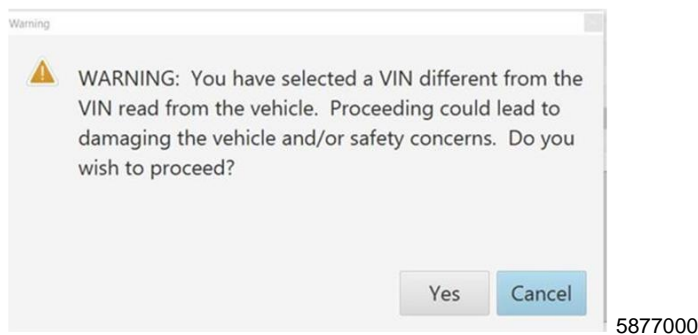 Warning
WARNING: You have selected a VIN different from the
VIN read from the vehicle. Proceeding could lead to
damaging the vehicle and/or safety concerns. Do you
wish to proceed?
Yes Cancel
5877000